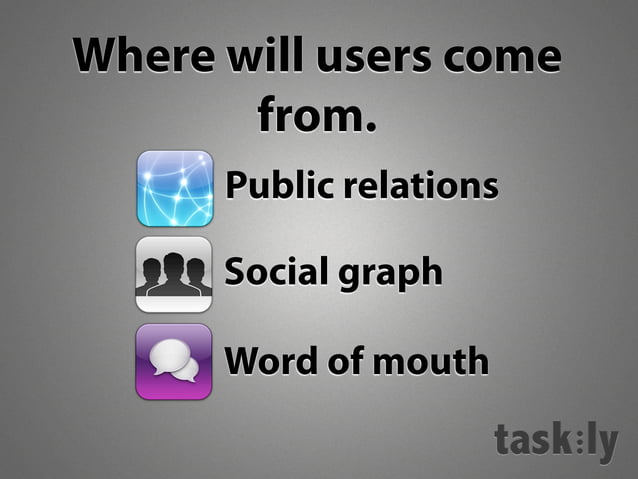 Where will users come
from.
Public relations
Social graph
Word of mouth
task:ly